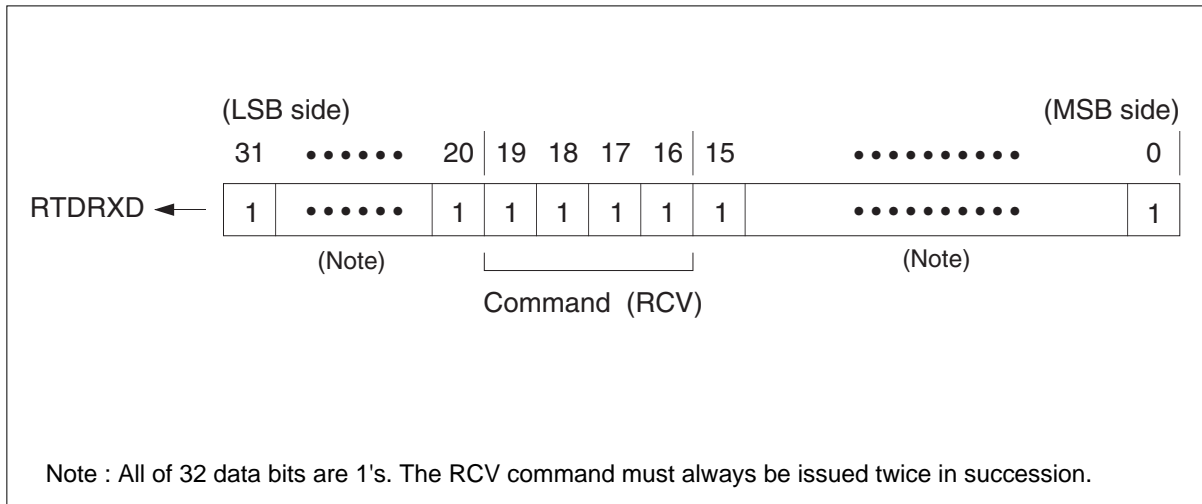 (LSB side) (MSB side)
31 •••••• 20 19 18 17 16 15 •••••••••• 0
RTDRXD 1 •••••• 1 1 1 1 1 1 •••••••••• 1
(Note) (Note)
Command (RCV)
Note : All of 32 data bits are 1's. The RCV command must always be issued twice in succession.